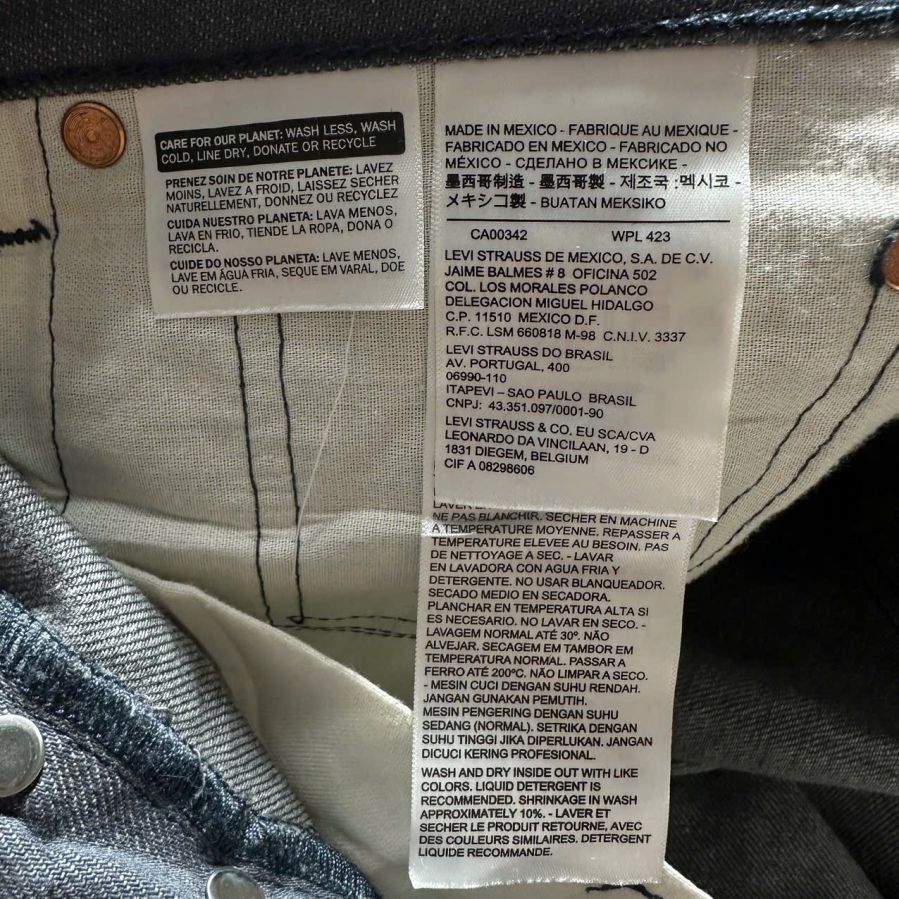 CARE FOR OUR PLANET: WASH LESS, WASH
COLD, LINE DRY, DONATE OR RECYCLE
PRENEZ SOIN DE NOTRE PLANETE: LAVEZ
MOINS, LAVEZ A FROID, LAISSEZ SECHER
NATURELLEMENT, DONNEZ OU RECYCLEZ
CUIDA NUESTRO PLANETA: LAVA MENOS,
LAVA EN FRIO, TIENDE LA ROPA, DONA O
RECICLA.
CUIDE DO NOSSO PLANETA: LAVE MENOS,
LAVE EM ÁGUA FRIA, SEQUE EM VARAL, DOE
OU RECICLE.
MADE IN MEXICO - FABRIQUE AU MEXIQUE -
FABRICADO EN MEXICO - FABRICADO NO
MÉXICO - СДЕЛАНО В МЕКСИКЕ -
墨西哥制造 - 墨西哥製 - 제조국 :멕시코 -
メキシコ製 - BUATAN MEKSIKO
CA00342 WPL 423
LEVI STRAUSS DE MEXICO, S.A. DE C.V.
JAIME BALMES # 8 OFICINA 502
COL. LOS MORALES POLANCO
DELEGACION MIGUEL HIDALGO
C.P. 11510 MEXICO D.F.
R.F.C. LSM 660818 M-98 C.N.I.V. 3337
LEVI STRAUSS DO BRASIL
AV. PORTUGAL, 400
06990-110
ITAPEVI – SAO PAULO BRASIL
CNPJ: 43.351.097/0001-90
LEVI STRAUSS & CO. EU SCA/CVA
LEONARDO DA VINCILAAN, 19 - D
1831 DIEGEM, BELGIUM
CIF A 08298606
LAVER
NE PAS BLANCHIR. SECHER EN MACHINE
A TEMPERATURE MOYENNE. REPASSER A
TEMPERATURE ELEVEE AU BESOIN. PAS
DE NETTOYAGE A SEC. - LAVAR
EN LAVADORA CON AGUA FRIA Y
DETERGENTE. NO USAR BLANQUEADOR.
SECADO MEDIO EN SECADORA.
PLANCHAR EN TEMPERATURA ALTA SI
ES NECESARIO. NO LAVAR EN SECO. -
LAVAGEM NORMAL ATÉ 30º. NÃO
ALVEJAR. SECAGEM EM TAMBOR EM
TEMPERATURA NORMAL. PASSAR A
FERRO ATÉ 200ºC. NÃO LIMPAR A SECO.
- MESIN CUCI DENGAN SUHU RENDAH.
JANGAN GUNAKAN PEMUTIH.
MESIN PENGERING DENGAN SUHU
SEDANG (NORMAL). SETRIKA DENGAN
SUHU TINGGI JIKA DIPERLUKAN. JANGAN
DICUCI KERING PROFESIONAL.
WASH AND DRY INSIDE OUT WITH LIKE
COLORS. LIQUID DETERGENT IS
RECOMMENDED. SHRINKAGE IN WASH
APPROXIMATELY 10%. - LAVER ET
SECHER LE PRODUIT RETOURNE, AVEC
DES COULEURS SIMILAIRES. DETERGENT
LIQUIDE RECOMMANDE.